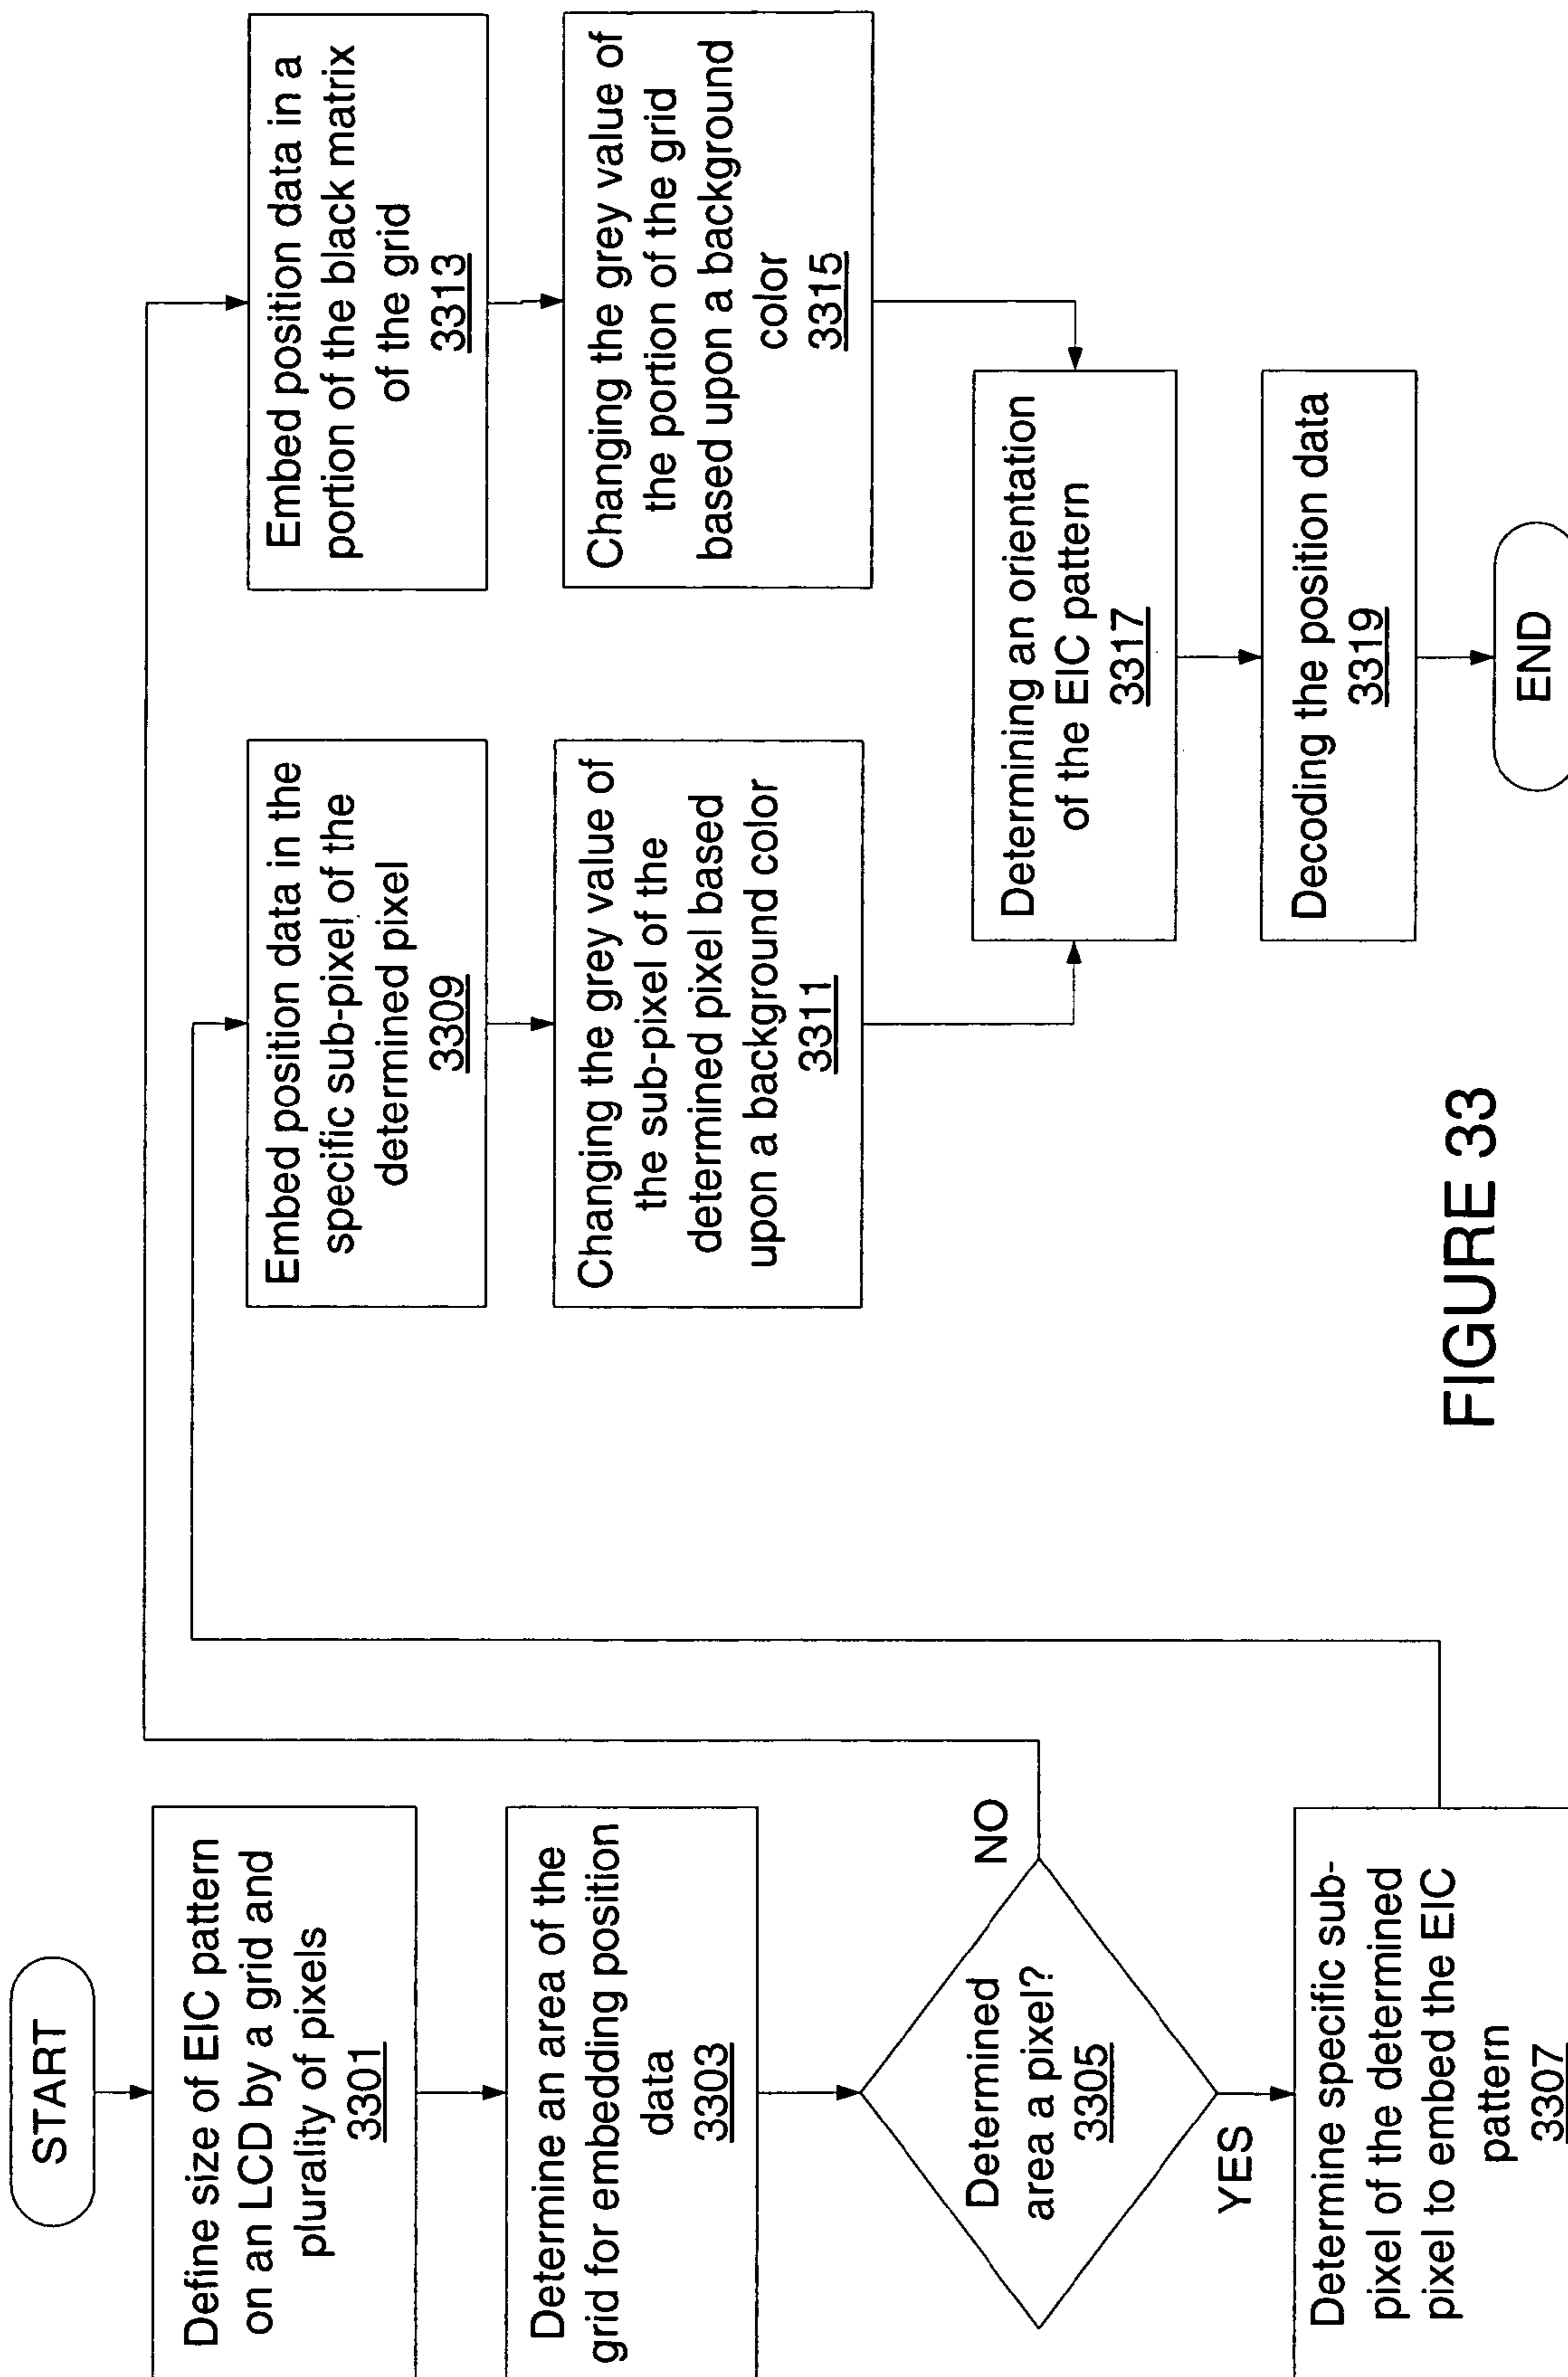 START
Define size of EIC pattern
on an LCD by a grid and
plurality of pixels
3301
Determine an area of the
grid for embedding position
data
3303
Determined
area a pixel?
3305
NO
YES
Determine specific sub-
pixel of the determined
pixel to embed the EIC
pattern
3307
Embed position data in the
specific sub-pixel of the
determined pixel
3309
Changing the grey value of
the sub-pixel of the
determined pixel based
upon a background color
3311
Embed position data in a
portion of the black matrix
of the grid
3313
Changing the grey value of
the portion of the grid
based upon a background
color
3315
Determining an orientation
of the EIC pattern
3317
Decoding the position data
3319
END
FIGURE 33